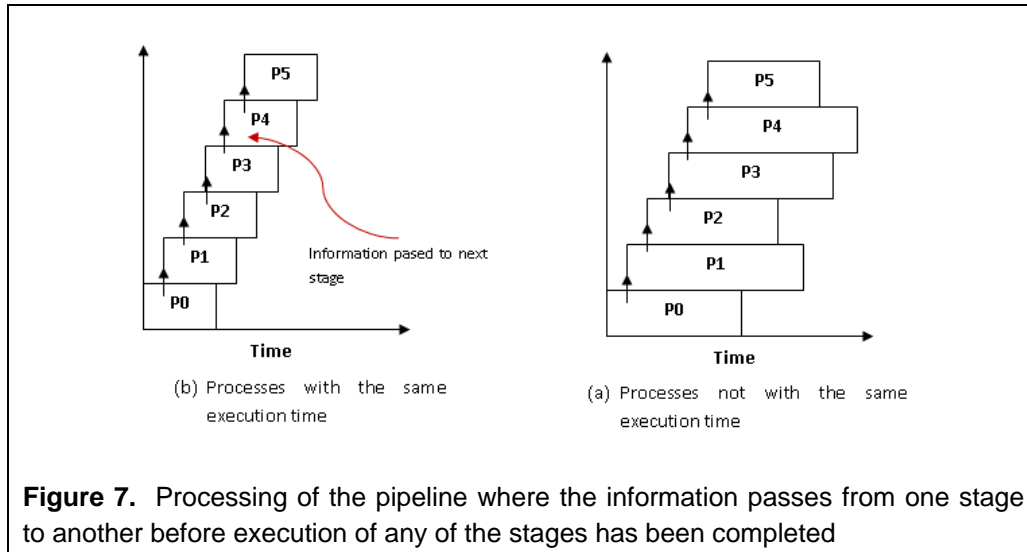 P5
P4
P3
P2
P1
P0
Information pased to next
stage
Time
(b) Processes with the same
execution time
P5
P4
P3
P2
P1
P0
Time
(a) Processes not with the same
execution time
Figure 7. Processing of the pipeline where the information passes from one stage
to another before execution of any of the stages has been completed